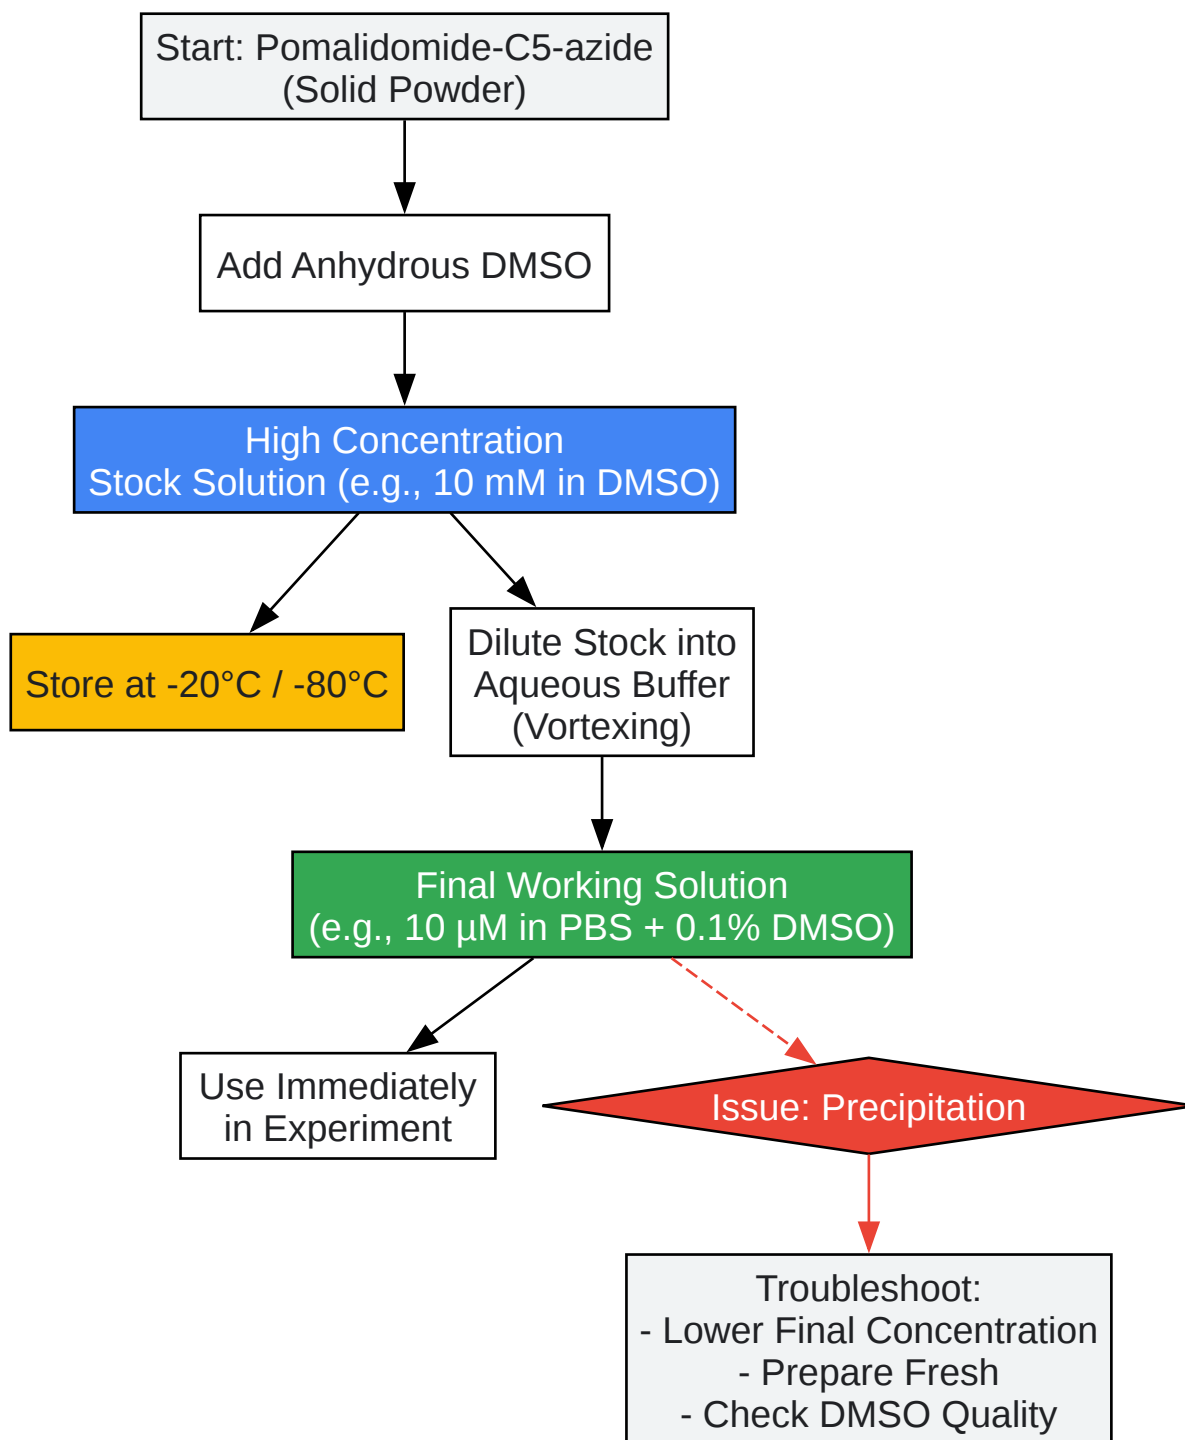 Start: Pomalidomide-C5-azide
(Solid Powder)
Add Anhydrous DMSO
High Concentration
Stock Solution (e.g., 10 mM in DMSO)
Store at -20°C / -80°C
Dilute Stock into
Aqueous Buffer
(Vortexing)
Final Working Solution
(e.g., 10 µM in PBS + 0.1% DMSO)
Use Immediately
in Experiment
Issue: Precipitation
Troubleshoot:
- Lower Final Concentration
- Prepare Fresh
- Check DMSO Quality